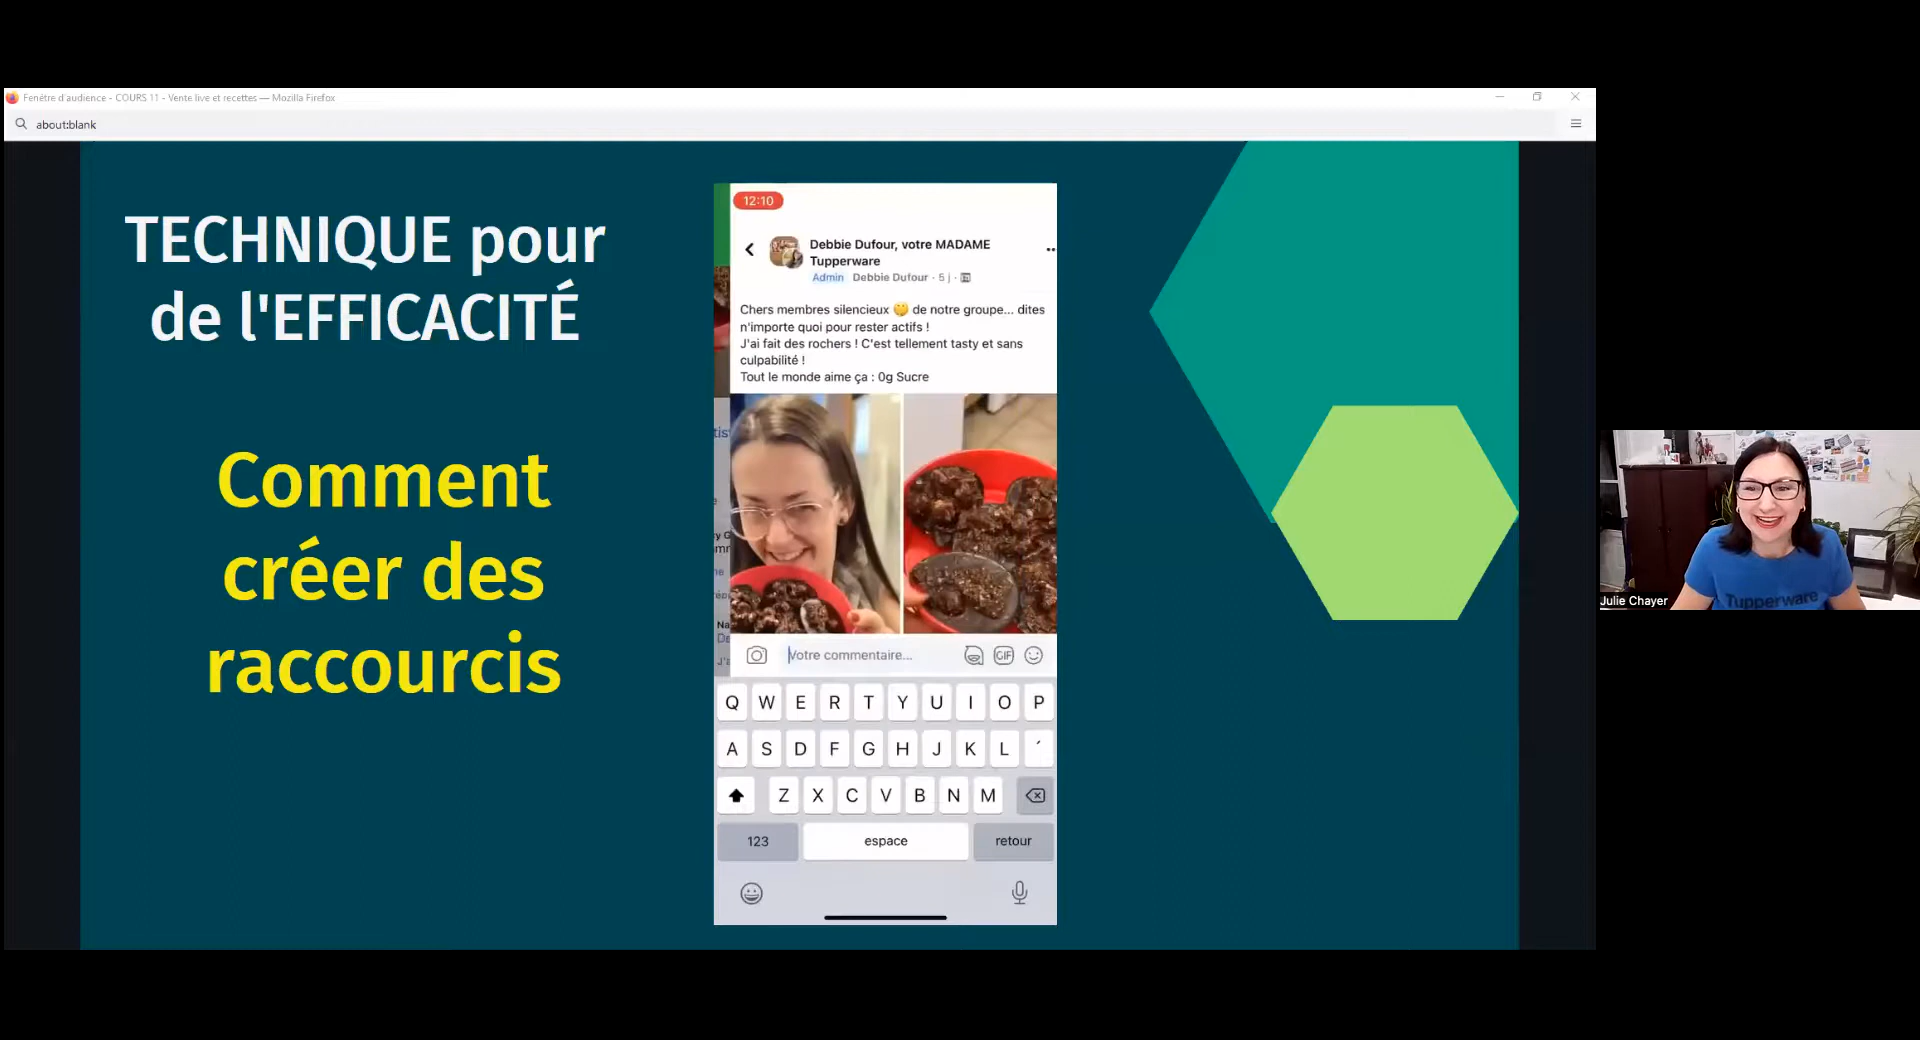 Fenêtre d'audience - COURS 11 - Vente live et recettes — Mozilla Firefox
about:blank
TECHNIQUE pour
de l'EFFICACITÉ
Comment
créer des
raccourcis
12:10
Debbie Dufour, votre MADAME
Tupperware
Admin Debbie Dufour · 5 j ·
Chers membres silencieux 🤫 de notre groupe... dites
n'importe quoi pour rester actifs !
J'ai fait des rochers ! C'est tellement tasty et sans
culpabilité !
Tout le monde aime ça : 0g Sucre
Votre commentaire...
GIF
Q W E R T Y U I O P
A S D F G H J K L ´
Z X C V B N M
123 espace retour
Tupperware
Julie Chayer